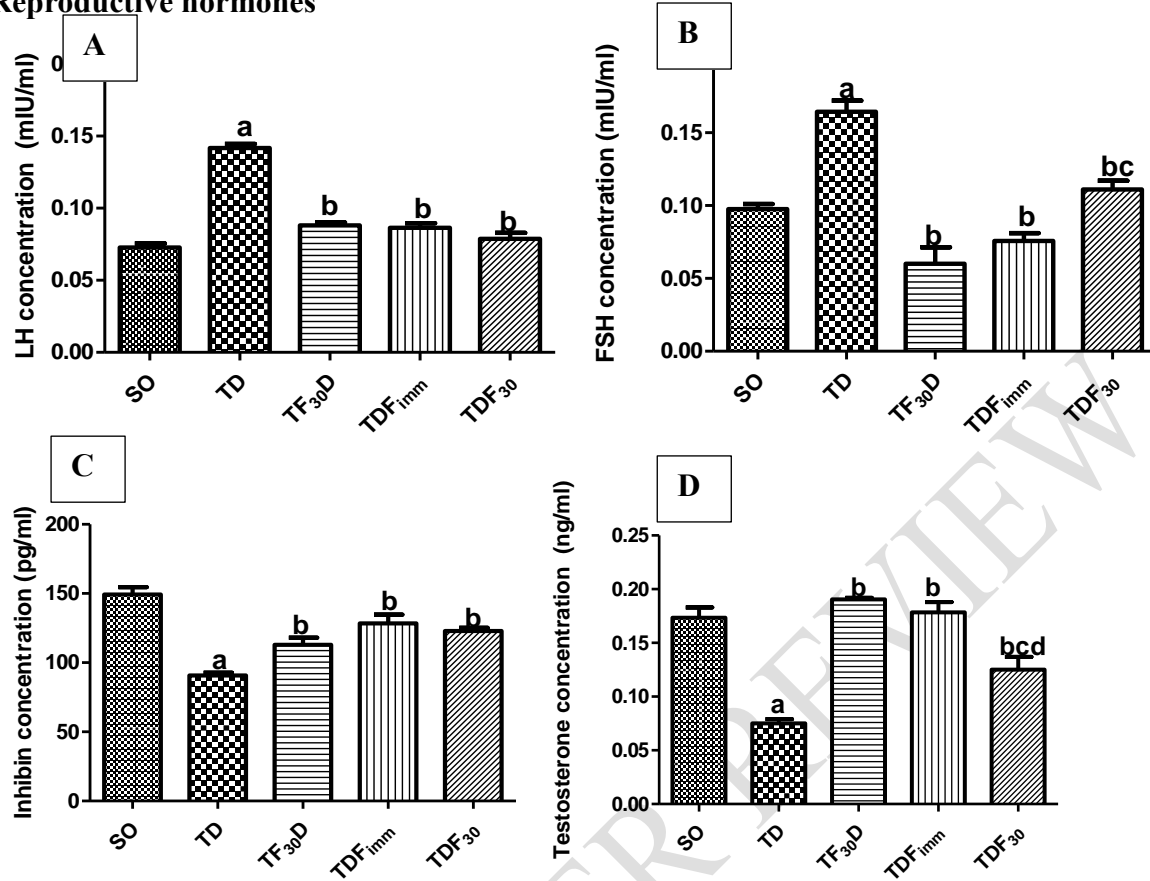 Reproductive hormones
A
LH concentration (mIU/ml)
0
0.15
0.10
0.05
0.00
a
b
b
b
SO
TD
TF₃₀D
TDFᵢₘₘ
TDF₃₀
B
FSH concentration (mIU/ml)
0.15
0.10
0.05
0.00
a
b
b
bc
SO
TD
TF₃₀D
TDFᵢₘₘ
TDF₃₀
C
Inhibin concentration (pg/ml)
200
150
100
50
0
a
b
b
b
SO
TD
TF₃₀D
TDFᵢₘₘ
TDF₃₀
D
Testosterone concentration (ng/ml)
0.25
0.20
0.15
0.10
0.05
0.00
a
b
b
bcd
SO
TD
TF₃₀D
TDFᵢₘₘ
TDF₃₀
ER REVIEW